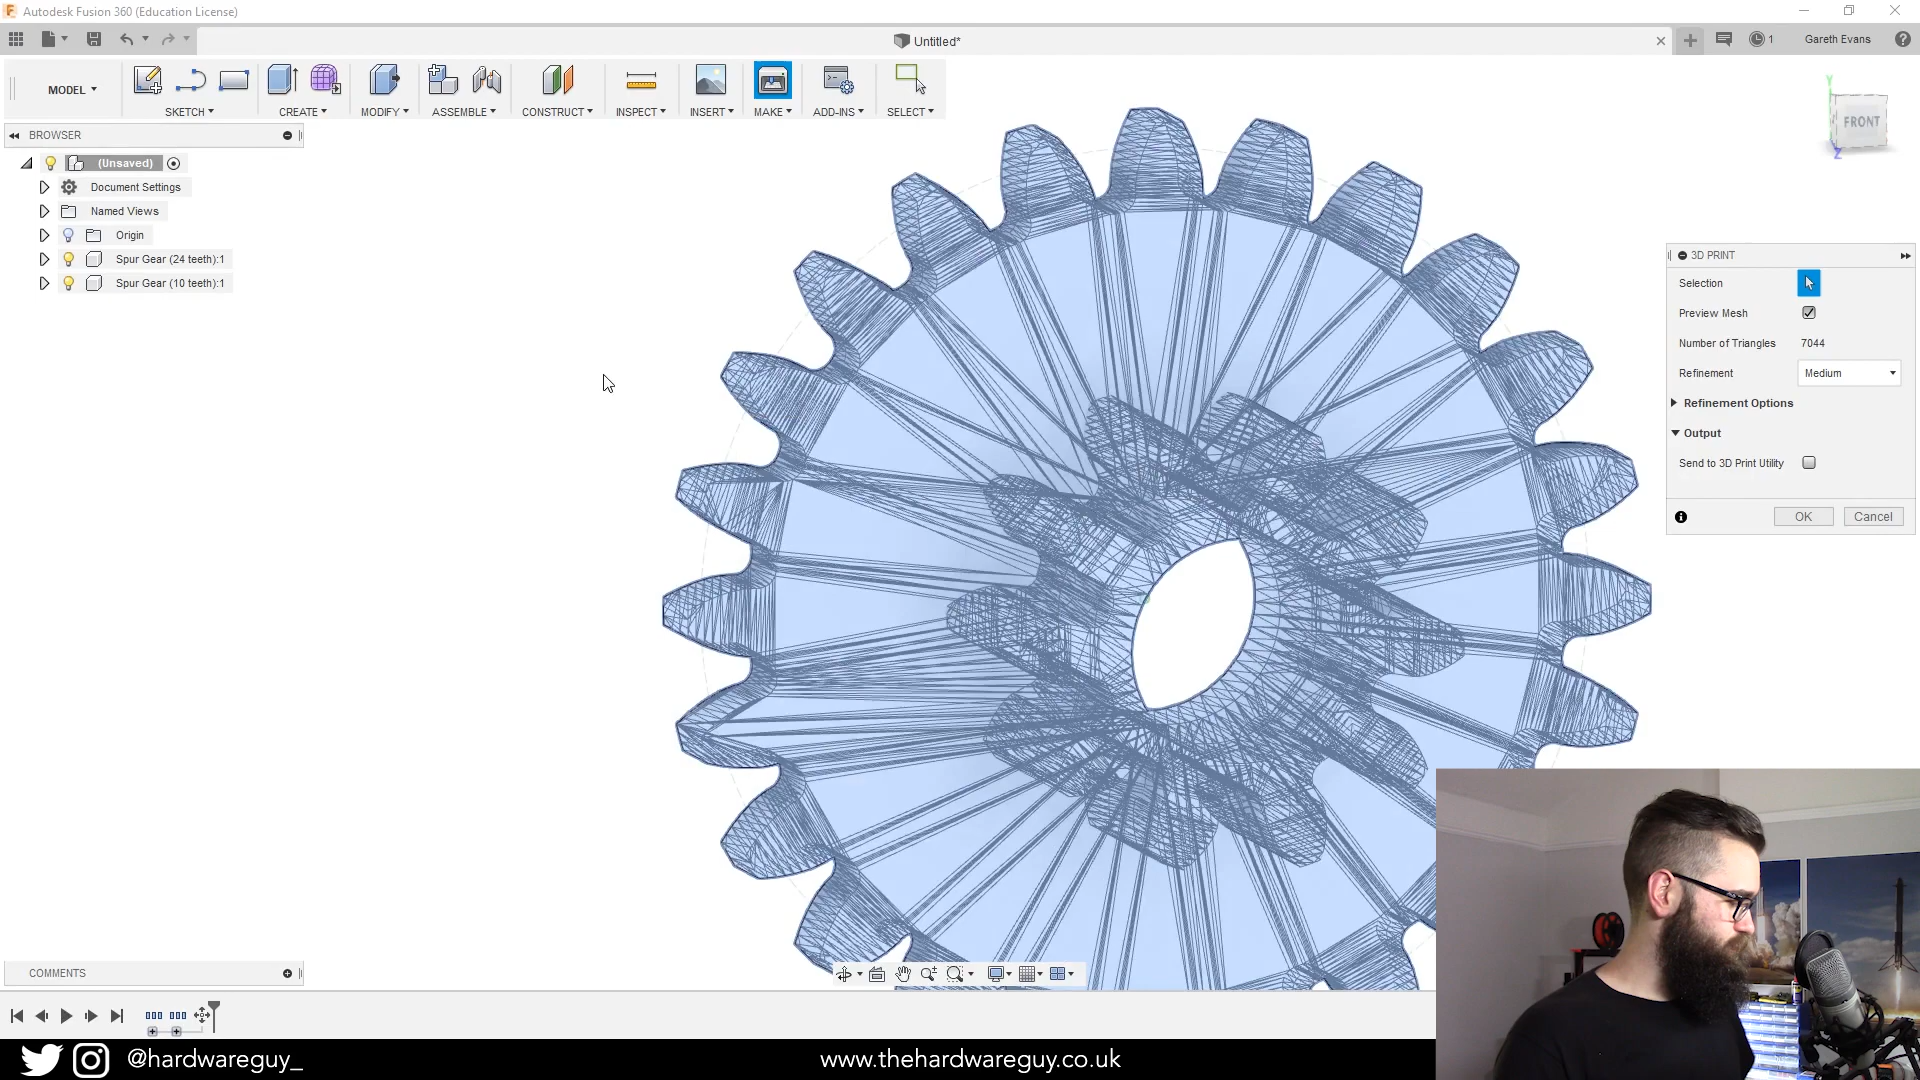 Autodesk Fusion 360 (Education License)
Untitled*
1
Gareth Evans
MODEL
SKETCH
CREATE
MODIFY
ASSEMBLE
CONSTRUCT
INSPECT
INSERT
MAKE
ADD-INS
SELECT
BROWSER
(Unsaved)
Document Settings
Named Views
Origin
Spur Gear (24 teeth):1
Spur Gear (10 teeth):1
Y
FRONT
Z
3D PRINT
Selection
Preview Mesh
Number of Triangles 7044
Refinement Medium
Refinement Options
Output
Send to 3D Print Utility
OK Cancel
COMMENTS
@hardwareguy_
www.thehardwareguy.co.uk